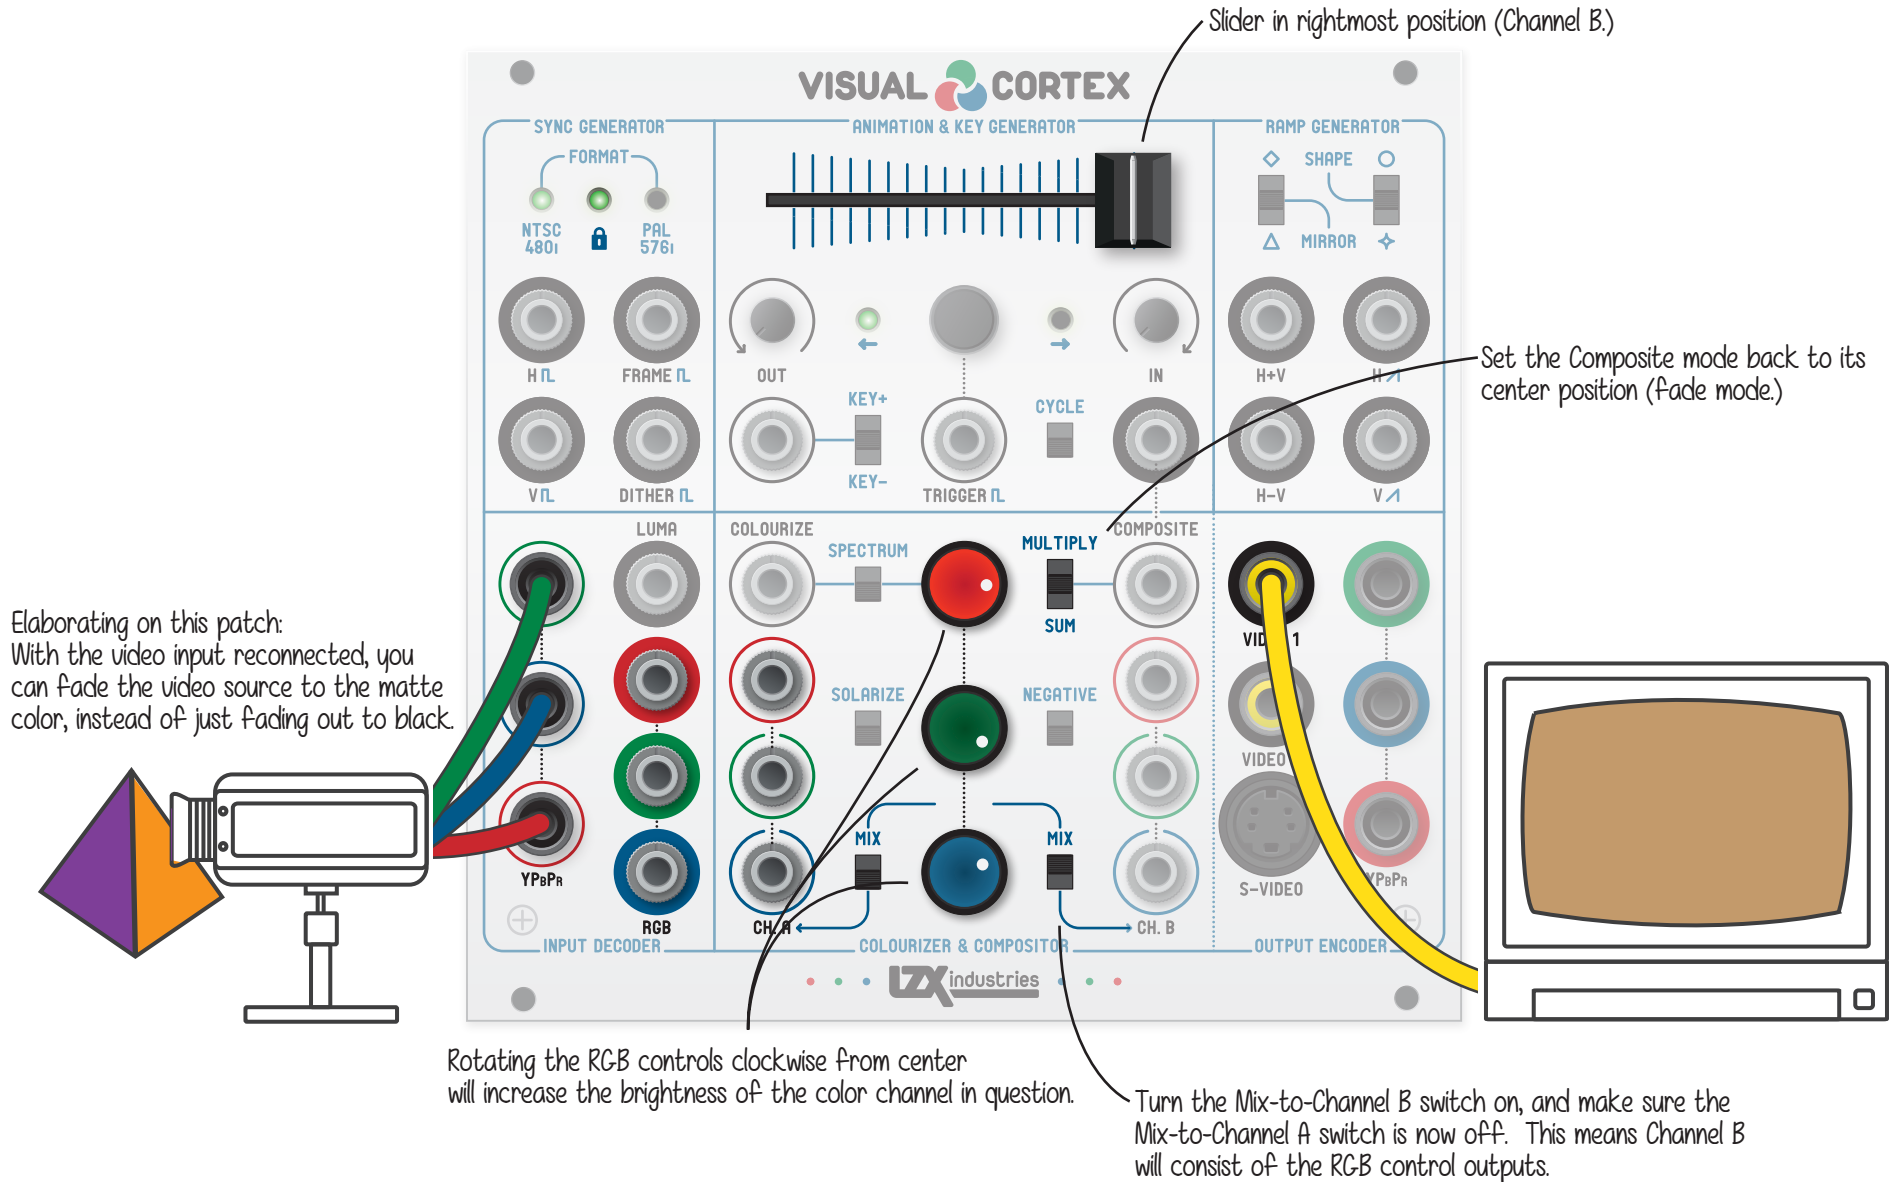 Slider in rightmost position (Channel B.)
VISUAL CORTEX
SYNC GENERATOR
ANIMATION & KEY GENERATOR
RAMP GENERATOR
FORMAT
SHAPE
NTSC
480i
PAL
576i
MIRROR
H
FRAME
OUT
IN
H+V
H
Set the Composite mode back to its
center position (fade mode.)
KEY+
CYCLE
KEY-
V
DITHER
TRIGGER
H-V
V
LUMA
COLOURIZE
COMPOSITE
SPECTRUM
MULTIPLY
SUM
VIDEO 1
Elaborating on this patch:
With the video input reconnected, you
can fade the video source to the matte
color, instead of just fading out to black.
SOLARIZE
NEGATIVE
VIDEO
MIX
MIX
YPBPR
S-VIDEO
YPBPR
RGB
CH. A
CH. B
INPUT DECODER
COLOURIZER & COMPOSITOR
OUTPUT ENCODER
LZX industries
Rotating the RGB controls clockwise from center
will increase the brightness of the color channel in question.
Turn the Mix-to-Channel B switch on, and make sure the
Mix-to-Channel A switch is now off. This means Channel B
will consist of the RGB control outputs.